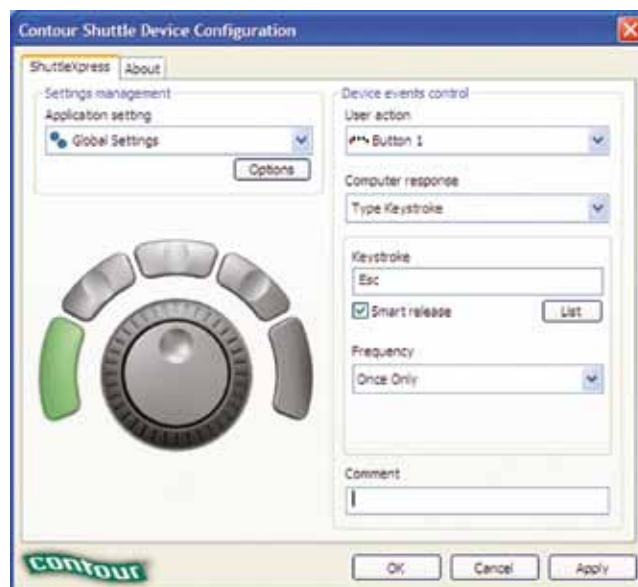 Contour Shuttle Device Configuration
ShuttleXpress About
Settings management
Application setting
Global Settings
Options
Device events control
User action
Button 1
Computer response
Type Keystroke
Keystroke
Esc
Smart release
List
Frequency
Once Only
Comment
contour
OK Cancel Apply